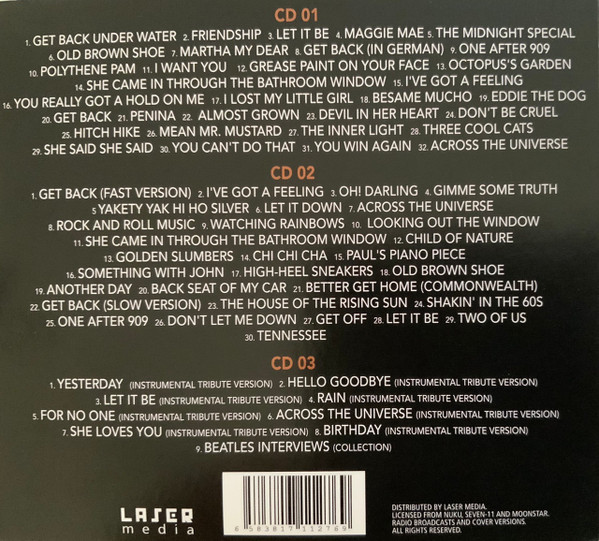 CD 01
1. GET BACK UNDER WATER 2. FRIENDSHIP 3. LET IT BE 4. MAGGIE MAE 5. THE MIDNIGHT SPECIAL
6. OLD BROWN SHOE 7. MARTHA MY DEAR 8. GET BACK (IN GERMAN) 9. ONE AFTER 909
10. POLYTHENE PAM 11. I WANT YOU 12. GREASE PAINT ON YOUR FACE 13. OCTOPUS'S GARDEN
14. SHE CAME IN THROUGH THE BATHROOM WINDOW 15. I'VE GOT A FEELING
16. YOU REALLY GOT A HOLD ON ME 17. I LOST MY LITTLE GIRL 18. BESAME MUCHO 19. EDDIE THE DOG
20. GET BACK 21. PENINA 22. ALMOST GROWN 23. DEVIL IN HER HEART 24. DON'T BE CRUEL
25. HITCH HIKE 26. MEAN MR. MUSTARD 27. THE INNER LIGHT 28. THREE COOL CATS
29. SHE SAID SHE SAID 30. YOU CAN'T DO THAT 31. YOU WIN AGAIN 32. ACROSS THE UNIVERSE
CD 02
1. GET BACK (FAST VERSION) 2. I'VE GOT A FEELING 3. OH! DARLING 4. GIMME SOME TRUTH
5 YAKETY YAK HI HO SILVER 6. LET IT DOWN 7. ACROSS THE UNIVERSE
8. ROCK AND ROLL MUSIC 9. WATCHING RAINBOWS 10. LOOKING OUT THE WINDOW
11. SHE CAME IN THROUGH THE BATHROOM WINDOW 12. CHILD OF NATURE
13. GOLDEN SLUMBERS 14. CHI CHI CHA 15. PAUL'S PIANO PIECE
16. SOMETHING WITH JOHN 17. HIGH-HEEL SNEAKERS 18. OLD BROWN SHOE
19. ANOTHER DAY 20. BACK SEAT OF MY CAR 21. BETTER GET HOME (COMMONWEALTH)
22. GET BACK (SLOW VERSION) 23. THE HOUSE OF THE RISING SUN 24. SHAKIN' IN THE 60S
25. ONE AFTER 909 26. DON'T LET ME DOWN 27. GET OFF 28. LET IT BE 29. TWO OF US
30. TENNESSEE
CD 03
1. YESTERDAY (INSTRUMENTAL TRIBUTE VERSION) 2. HELLO GOODBYE (INSTRUMENTAL TRIBUTE VERSION)
3. LET IT BE (INSTRUMENTAL TRIBUTE VERSION) 4. RAIN (INSTRUMENTAL TRIBUTE VERSION)
5. FOR NO ONE (INSTRUMENTAL TRIBUTE VERSION) 6. ACROSS THE UNIVERSE (INSTRUMENTAL TRIBUTE VERSION)
7. SHE LOVES YOU (INSTRUMENTAL TRIBUTE VERSION) 8. BIRTHDAY (INSTRUMENTAL TRIBUTE VERSION)
9. BEATLES INTERVIEWS (COLLECTION)
LASER
media
6 583817 112769
DISTRIBUTED BY LASER MEDIA.
LICENSED FROM NUKU, SEVEN-11 AND MOONSTAR.
RADIO BROADCASTS AND COVER VERSIONS.
ALL RIGHTS RESERVED.